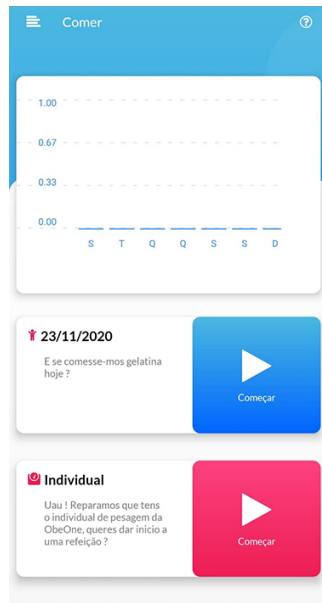 Comer
1.00
0.67
0.33
0.00
S T Q Q S S D
23/11/2020
E se comesse-mos gelatina
hoje ?
Começar
Individual
Uau ! Reparamos que tens
o individual de pesagem da
ObeOne, queres dar inicio a
uma refeição ?
Começar